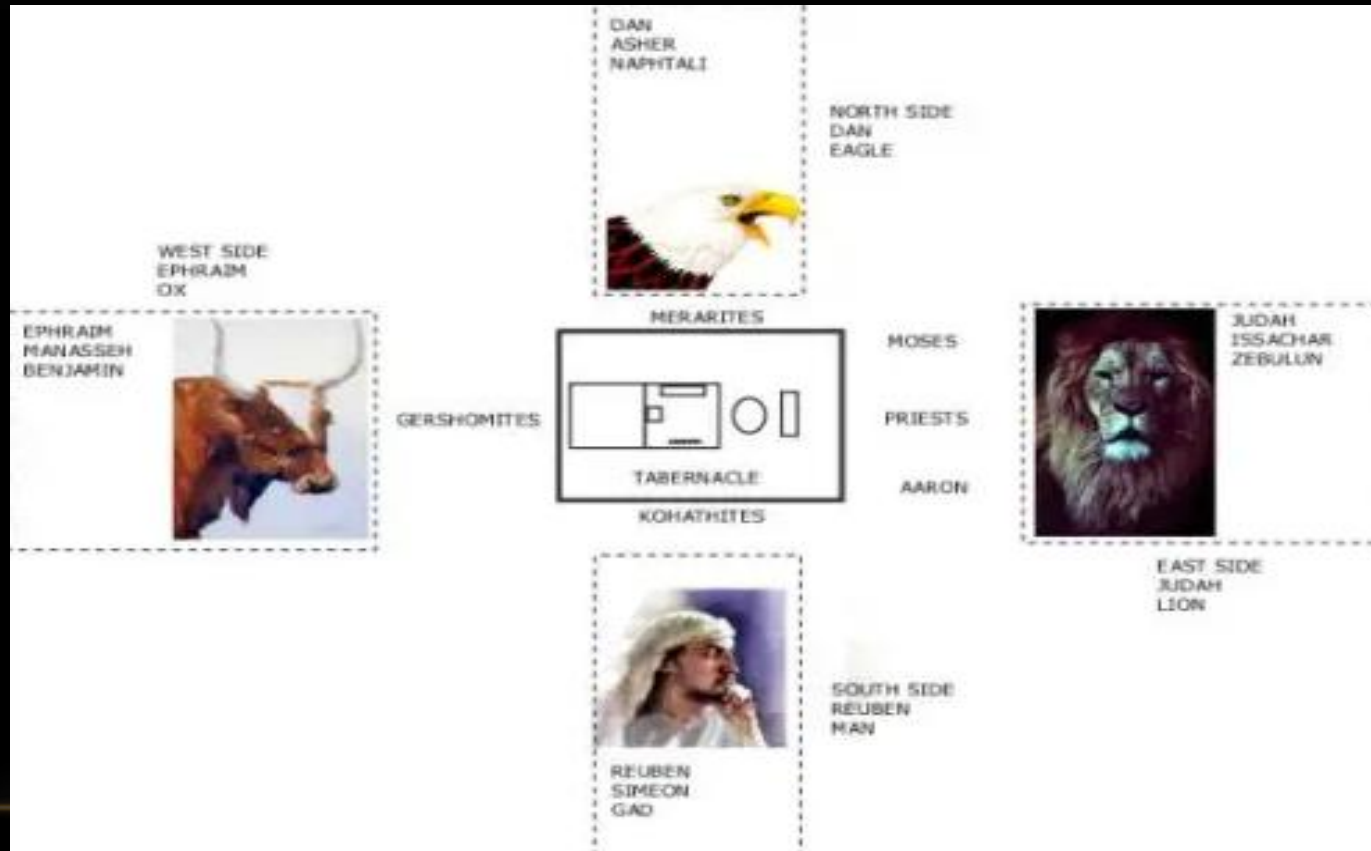 DAN
ASHER
NAPHTALI
NORTH SIDE
DAN
EAGLE
WEST SIDE
EPHRAIM
OX
EPHRAIM
MANASSEH
BENJAMIN
GERSHOMITES
MERARITES
TABERNACLE
KOHATHITES
MOSES
PRIESTS
AARON
JUDAH
ISSACHAR
ZEBULUN
EAST SIDE
JUDAH
LION
SOUTH SIDE
REUBEN
MAN
REUBEN
SIMEON
GAD